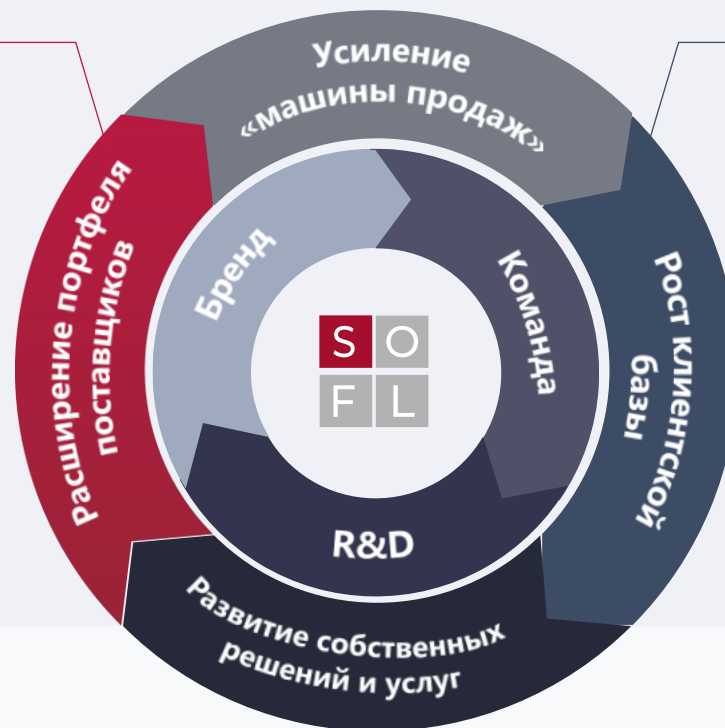 Усиление
«машины продаж»
Рост клиентской
базы
Развитие собственных
решений и услуг
Расширение портфеля
поставщиков
Бренд
Команда
R&D
S O
F L